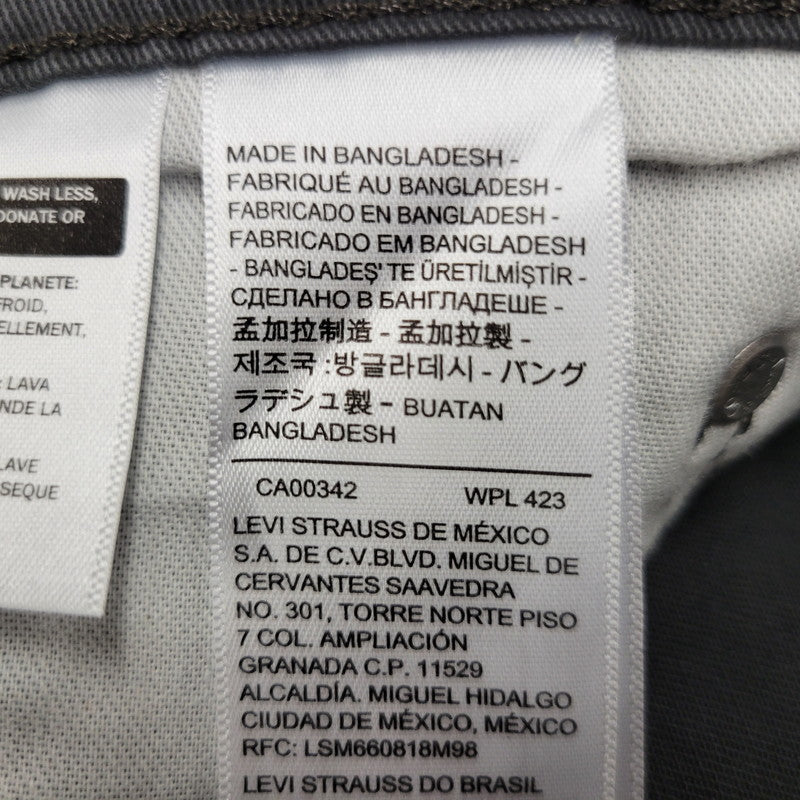 WASH LESS,
DONATE OR
PLANETE:
FROID,
ELLEMENT,
LAVA
NDE LA
LAVE
SEQUE
MADE IN BANGLADESH -
FABRIQUÉ AU BANGLADESH -
FABRICADO EN BANGLADESH -
FABRICADO EM BANGLADESH
- BANGLADEŞ' TE ÜRETİLMİŞTİR -
СДЕЛАНО В БАНГЛАДЕШЕ -
孟加拉制造 - 孟加拉製 -
제조국 :방글라데시 - バング
ラデシュ製 - BUATAN
BANGLADESH
CA00342 WPL 423
LEVI STRAUSS DE MÉXICO
S.A. DE C.V.BLVD. MIGUEL DE
CERVANTES SAAVEDRA
NO. 301, TORRE NORTE PISO
7 COL. AMPLIACIÓN
GRANADA C.P. 11529
ALCALDÍA. MIGUEL HIDALGO
CIUDAD DE MÉXICO, MÉXICO
RFC: LSM660818M98
LEVI STRAUSS DO BRASIL